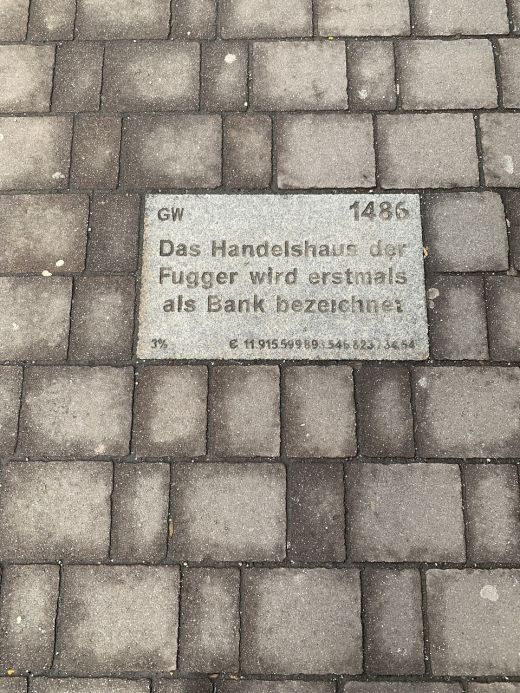 GW 1486
Das Handelshaus der
Fugger wird erstmals
als Bank bezeichnet
3% €